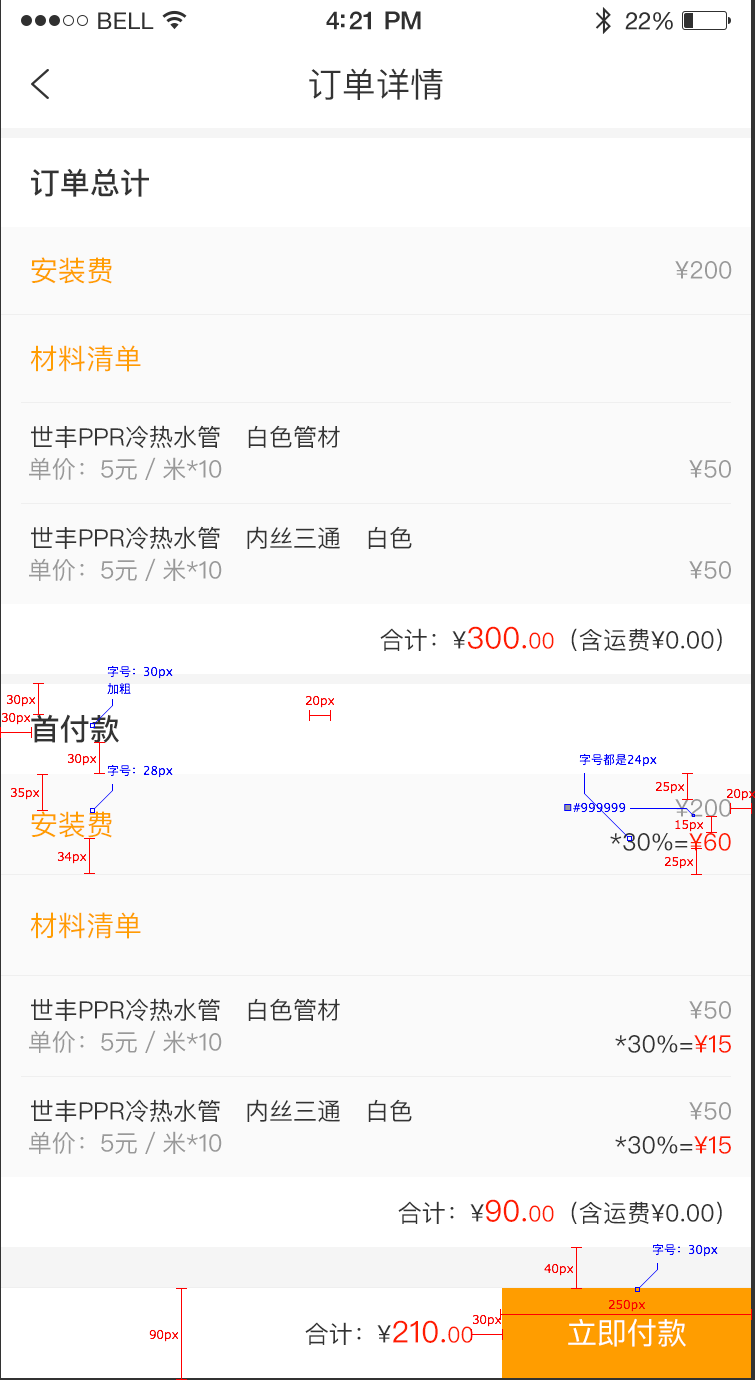 ●●●○○ BELL 4:21 PM 22%
订单详情
订单总计
安装费 ¥200
材料清单
世丰PPR冷热水管 白色管材
单价：5元 / 米*10 ¥50
世丰PPR冷热水管 内丝三通 白色
单价：5元 / 米*10 ¥50
合计：¥300.00（含运费¥0.00）
字号：30px
加粗
30px
30px
20px
首付款
30px
字号：28px
字号都是24px
35px
25px
20px
#999999
¥200
安装费
15px
*30%=¥60
34px
25px
材料清单
世丰PPR冷热水管 白色管材 ¥50
单价：5元 / 米*10 *30%=¥15
世丰PPR冷热水管 内丝三通 白色 ¥50
单价：5元 / 米*10 *30%=¥15
合计：¥90.00（含运费¥0.00）
字号：30px
40px
250px
30px
90px
合计：¥210.00
立即付款